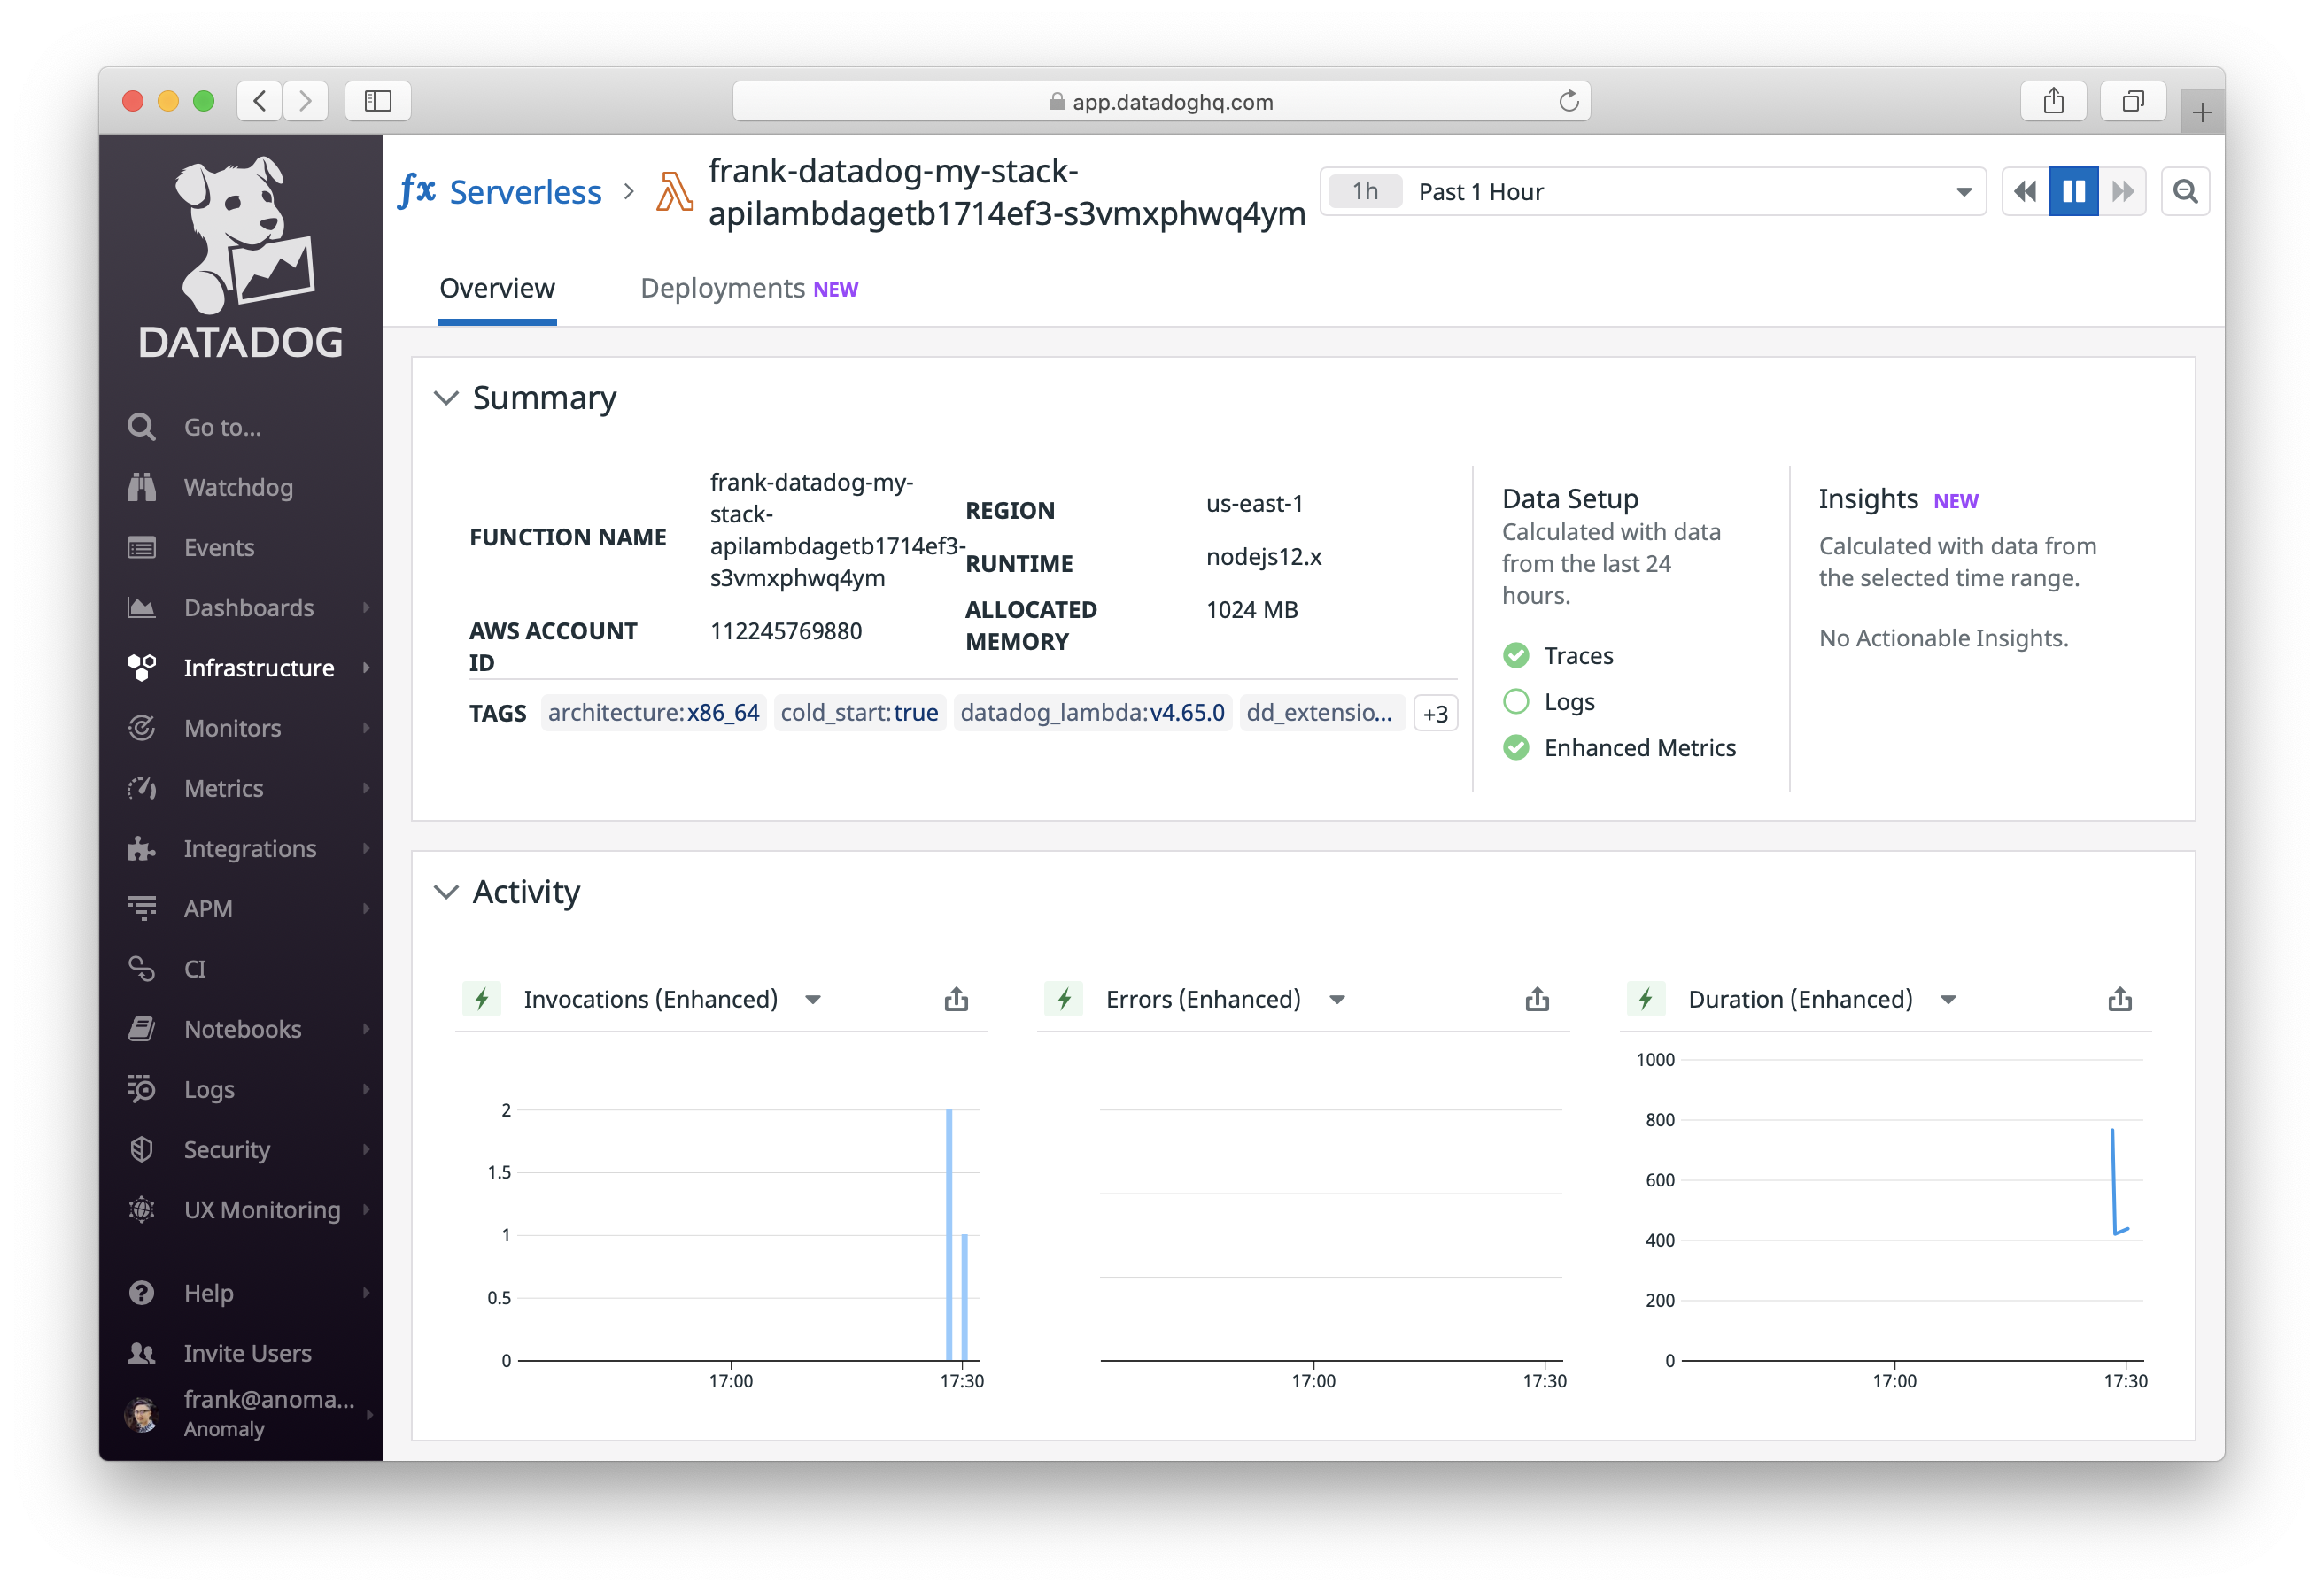 app.datadoghq.com
DATADOG
Go to...
Watchdog
Events
Dashboards
Infrastructure
Monitors
Metrics
Integrations
APM
CI
Notebooks
Logs
Security
UX Monitoring
Help
Invite Users
frank@anoma...
Anomaly
fx Serverless >
frank-datadog-my-stack-
apilambdagetb1714ef3-s3vmxphwq4ym
1h Past 1 Hour
Overview
Deployments NEW
Summary
FUNCTION NAME
frank-datadog-my-
stack-
apilambdagetb1714ef3-
s3vmxphwq4ym
AWS ACCOUNT
ID
112245769880
REGION
us-east-1
RUNTIME
nodejs12.x
ALLOCATED
MEMORY
1024 MB
TAGS architecture:x86_64 cold_start:true datadog_lambda:v4.65.0 dd_extensio... +3
Data Setup
Calculated with data
from the last 24
hours.
Traces
Logs
Enhanced Metrics
Insights NEW
Calculated with data from
the selected time range.
No Actionable Insights.
Activity
Invocations (Enhanced)
2
1.5
1
0.5
0
17:00 17:30
Errors (Enhanced)
17:00 17:30
Duration (Enhanced)
1000
800
600
400
200
0
17:00 17:30